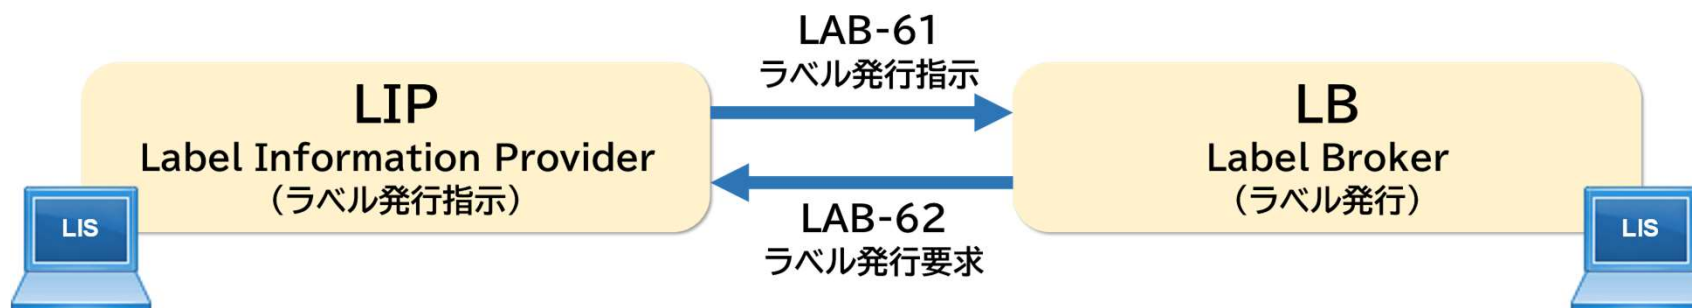 LAB-61
ラベル発行指示
LIP
Label Information Provider
（ラベル発行指示）
LIS
LB
Label Broker
（ラベル発行）
LIS
LAB-62
ラベル発行要求